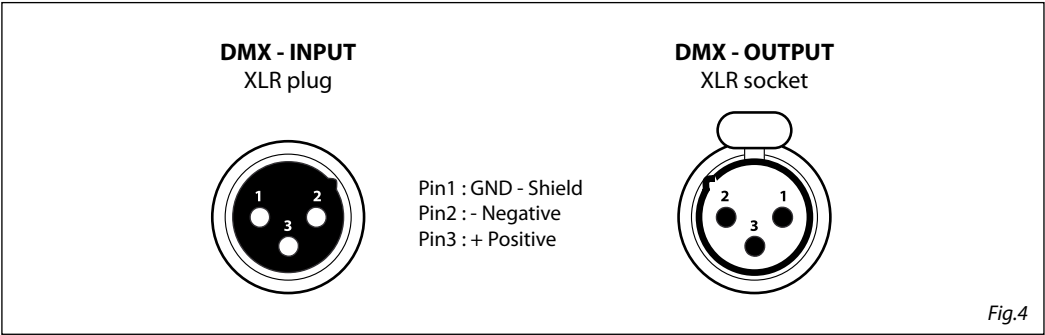 DMX - INPUT
XLR plug
1 2
3
Pin1 : GND - Shield
Pin2 : - Negative
Pin3 : + Positive
DMX - OUTPUT
XLR socket
2 1
3
Fig.4